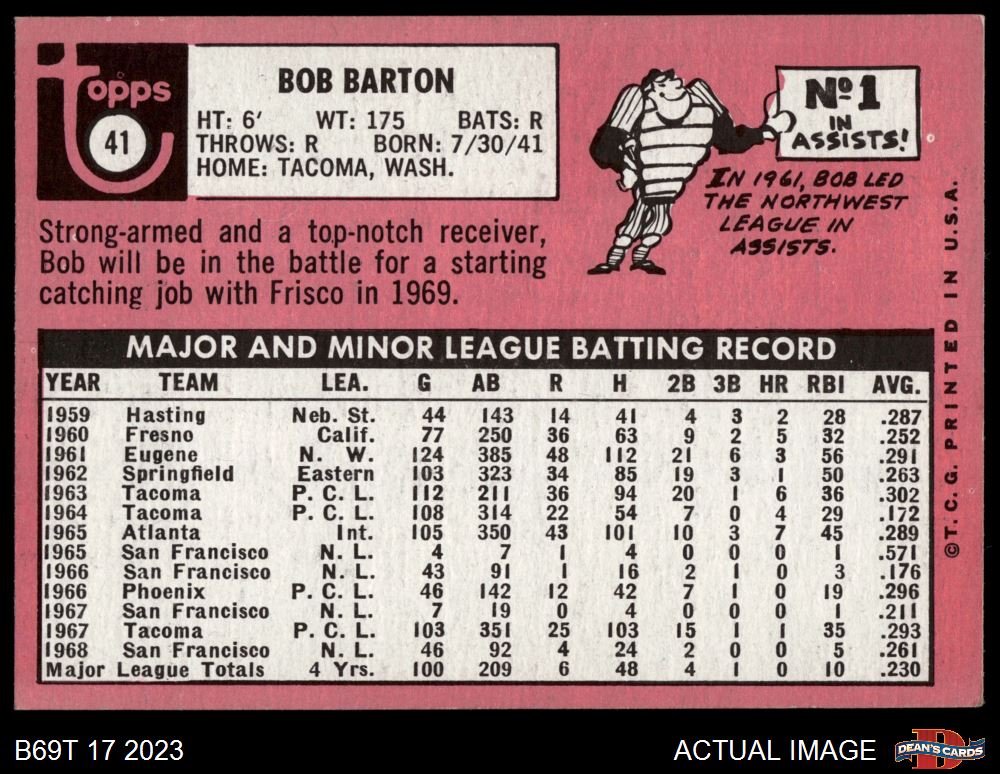 topps
41
BOB BARTON
HT: 6' WT: 175 BATS: R
THROWS: R BORN: 7/30/41
HOME: TACOMA, WASH.
Nº 1
IN
ASSISTS!
IN 1961, BOB LED
THE NORTHWEST
LEAGUE IN
ASSISTS.
Strong-armed and a top-notch receiver,
Bob will be in the battle for a starting
catching job with Frisco in 1969.
MAJOR AND MINOR LEAGUE BATTING RECORD
YEAR TEAM LEA. G AB R H 2B 3B HR RBI AVG.
1959 Hasting Neb. St. 44 143 14 41 4 3 2 28 .287
1960 Fresno Calif. 77 250 36 63 9 2 5 32 .252
1961 Eugene N. W. 124 385 48 112 21 6 3 56 .291
1962 Springfield Eastern 103 323 34 85 19 3 1 50 .263
1963 Tacoma P. C. L. 112 211 36 94 20 1 6 36 .302
1964 Tacoma P. C. L. 108 314 22 54 7 0 4 29 .172
1965 Atlanta Int. 105 350 43 101 10 3 7 45 .289
1965 San Francisco N. L. 4 7 1 4 0 0 0 1 .571
1966 San Francisco N. L. 43 91 1 16 2 1 0 3 .176
1966 Phoenix P. C. L. 46 142 12 42 7 1 0 19 .296
1967 San Francisco N. L. 7 19 0 4 0 0 0 1 .211
1967 Tacoma P. C. L. 103 351 25 103 15 1 1 35 .293
1968 San Francisco N. L. 46 92 4 24 2 0 0 5 .261
Major League Totals 4 Yrs. 100 209 6 48 4 1 0 10 .230
©T.C.G. PRINTED IN U.S.A.
B69T 17 2023
ACTUAL IMAGE
DEAN'S CARDS